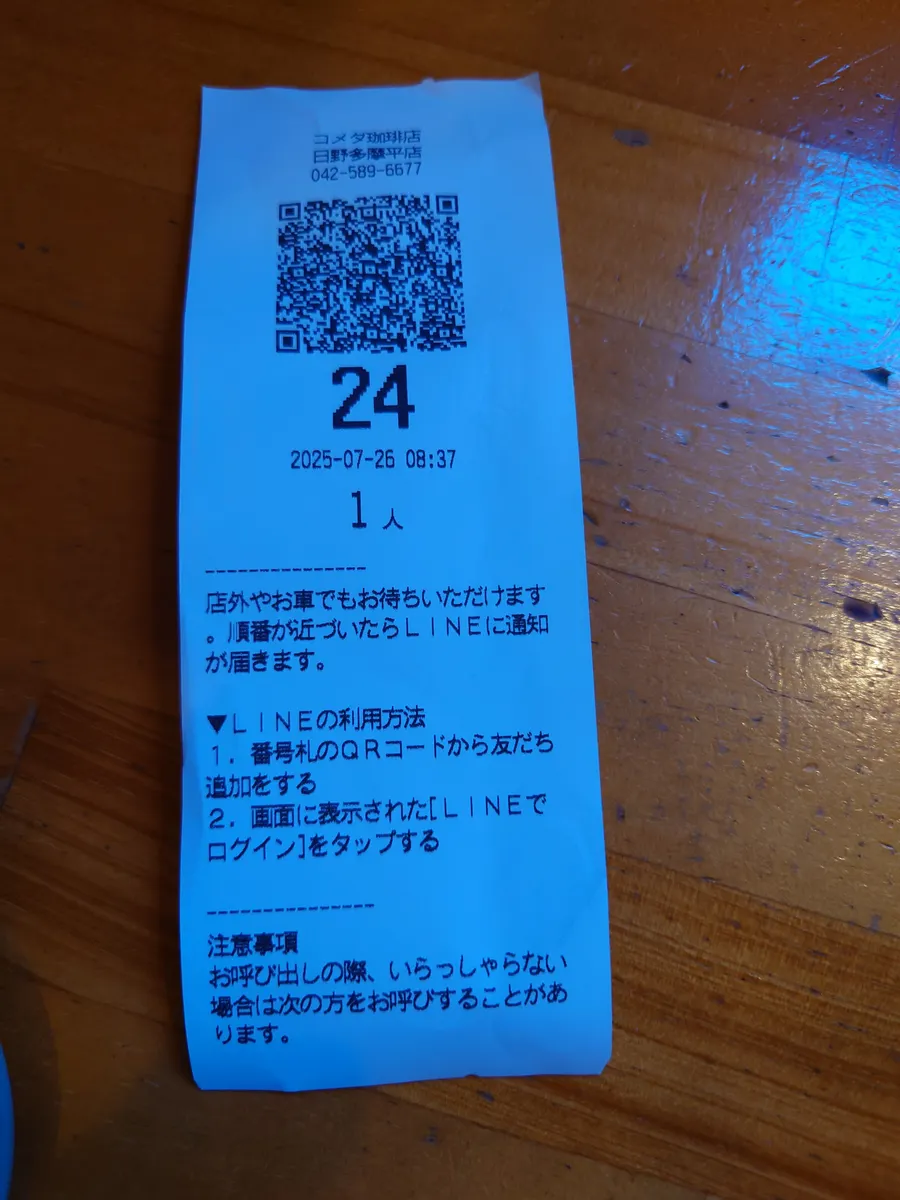 コメダ珈琲店
日野多摩平店
042-589-6677
24
2025-07-26 08:37
1人
---------------
店外やお車でもお待ちいただけます
。順番が近づいたらLINEに通知
が届きます。
▼LINEの利用方法
1．番号札のQRコードから友だち
追加をする
2．画面に表示された[LINEで
ログイン]をタップする
---------------
注意事項
お呼び出しの際、いらっしゃらない
場合は次の方をお呼びすることがあ
ります。